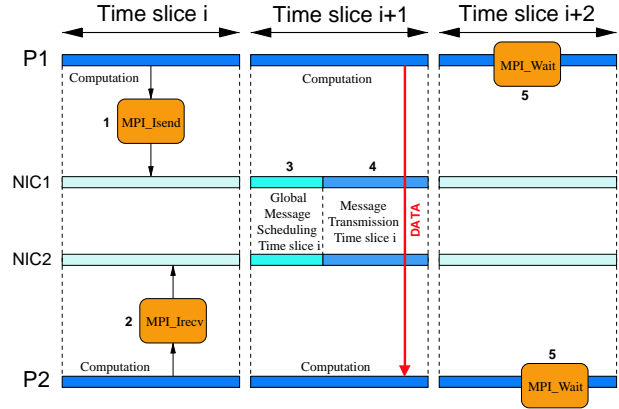 Time slice i
Time slice i+1
Time slice i+2
P1
Computation
Computation
MPI_Wait
5
1
MPI_Isend
3
4
NIC1
Global
Message
Scheduling
Time slice i
Message
Transmission
Time slice i
DATA
NIC2
2
MPI_Irecv
5
Computation
Computation
P2
MPI_Wait